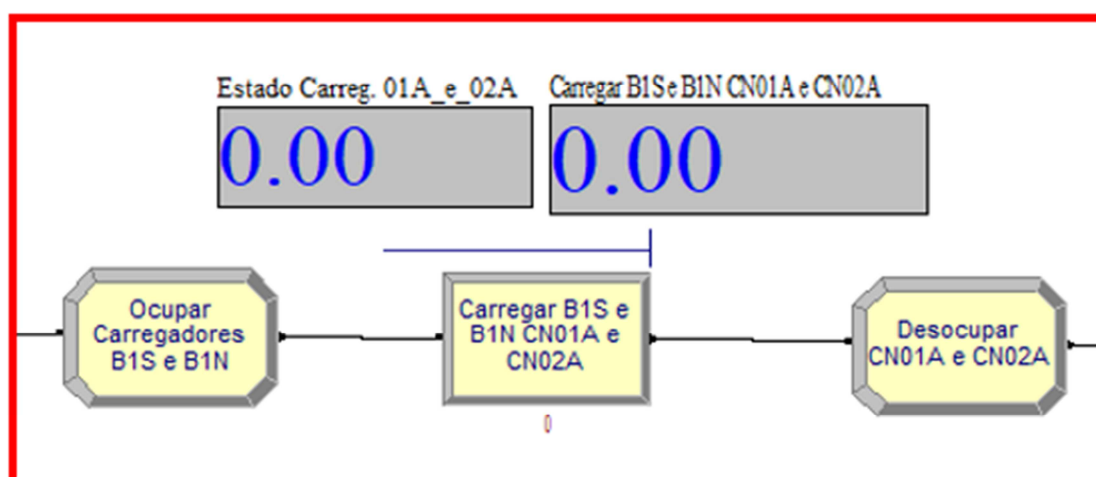 Estado Carreg. 01A_e_02A
Carregar B1S e B1N CN01A e CN02A
0.00
0.00
Ocupar
Carregadores
B1S e B1N
Carregar B1S e
B1N CN01A e
CN02A
0
Desocupar
CN01A e CN02A